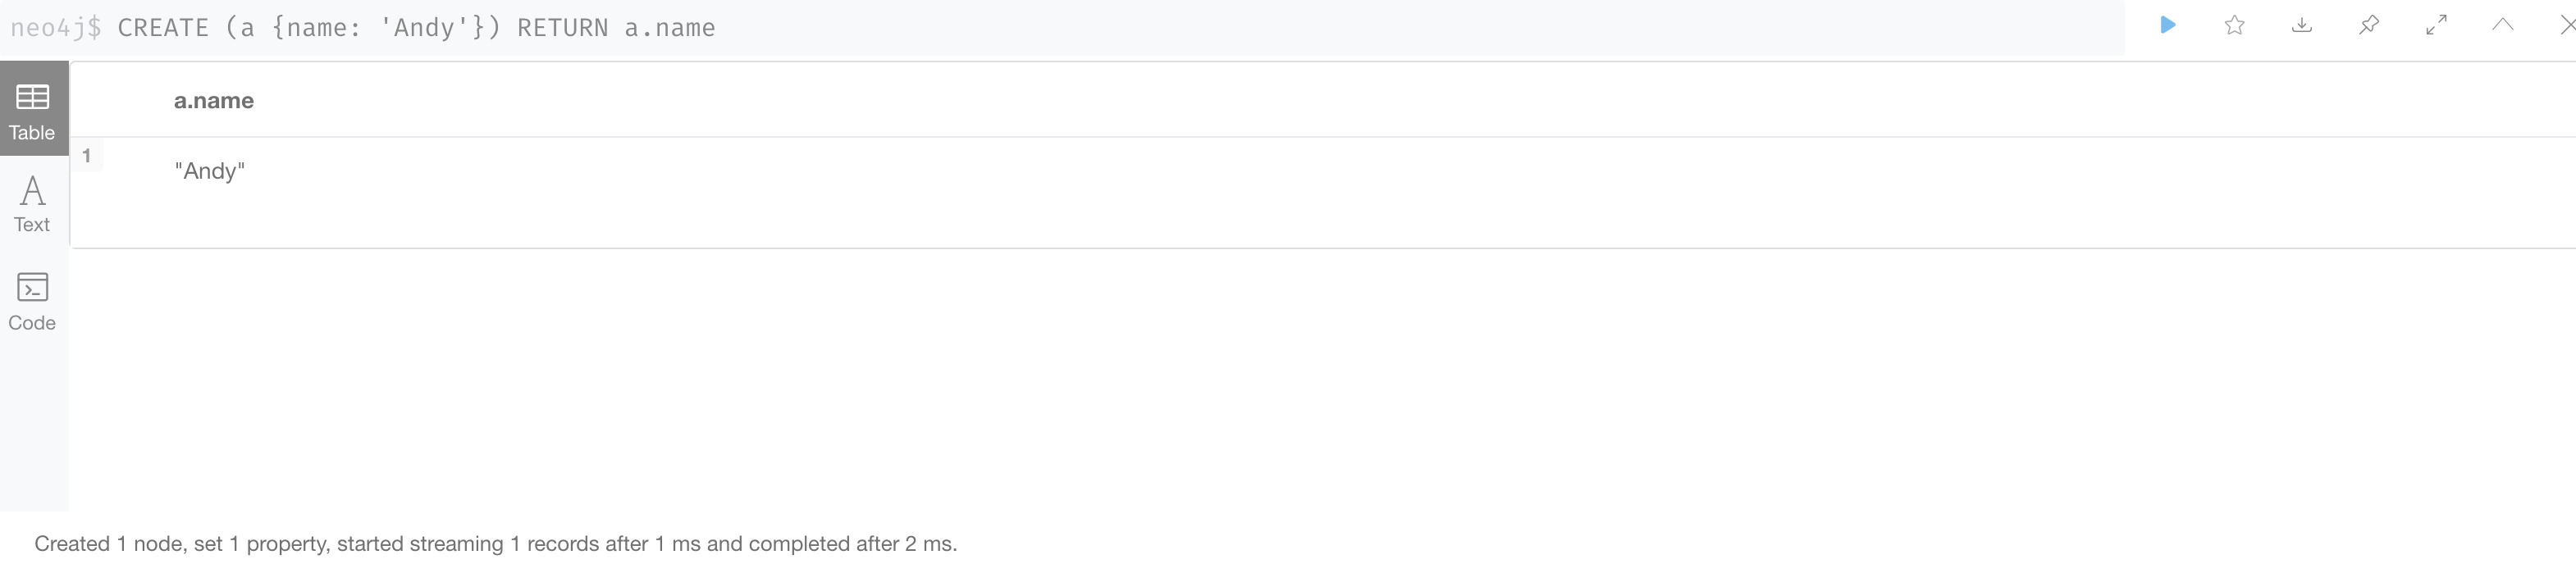 neo4j$ CREATE (a {name: 'Andy'}) RETURN a.name
Table
a.name
1
"Andy"
Text
Code
Created 1 node, set 1 property, started streaming 1 records after 1 ms and completed after 2 ms.